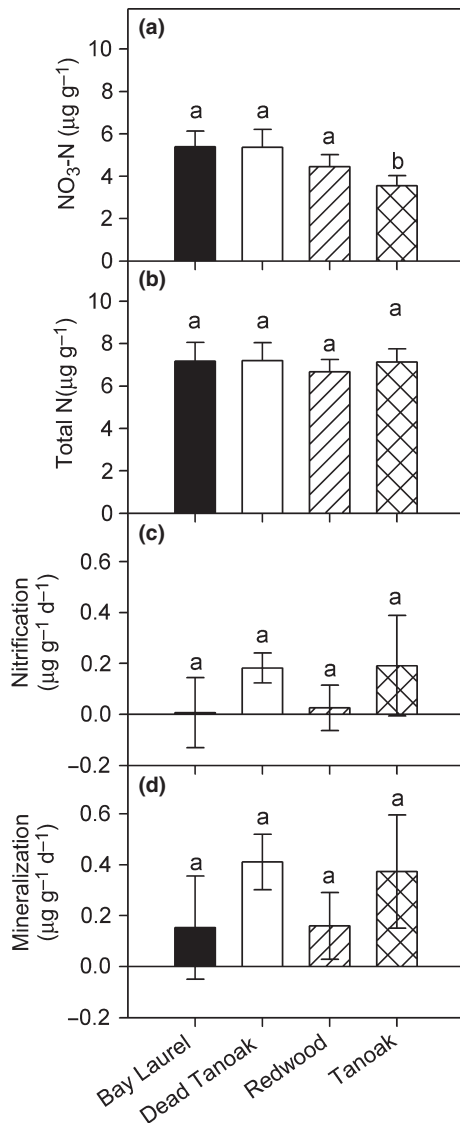 (a)
10
8
6
4
2
0
NO₃-N (µg g⁻¹)
a a a b
(b)
10
8
6
4
2
0
Total N(µg g⁻¹)
a a a a
(c)
0.6
0.4
0.2
0.0
−0.2
Nitrification
(µg g⁻¹ d⁻¹)
a a a a
(d)
0.6
0.4
0.2
0.0
−0.2
Mineralization
(µg g⁻¹ d⁻¹)
a a a a
Bay Laurel
Dead Tanoak
Redwood
Tanoak